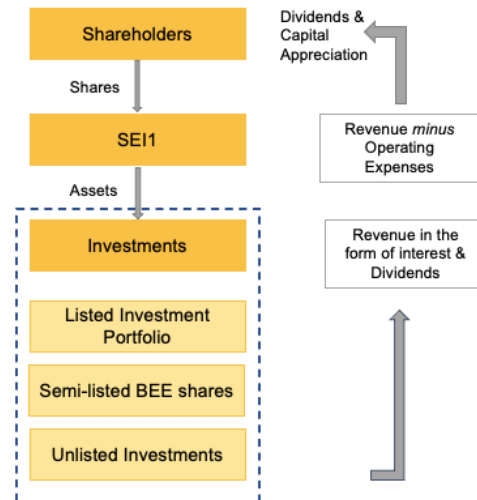 Shareholders
Dividends &
Capital
Appreciation
Shares
SEI1
Revenue minus
Operating
Expenses
Assets
Investments
Revenue in the
form of interest &
Dividends
Listed Investment
Portfolio
Semi-listed BEE shares
Unlisted Investments